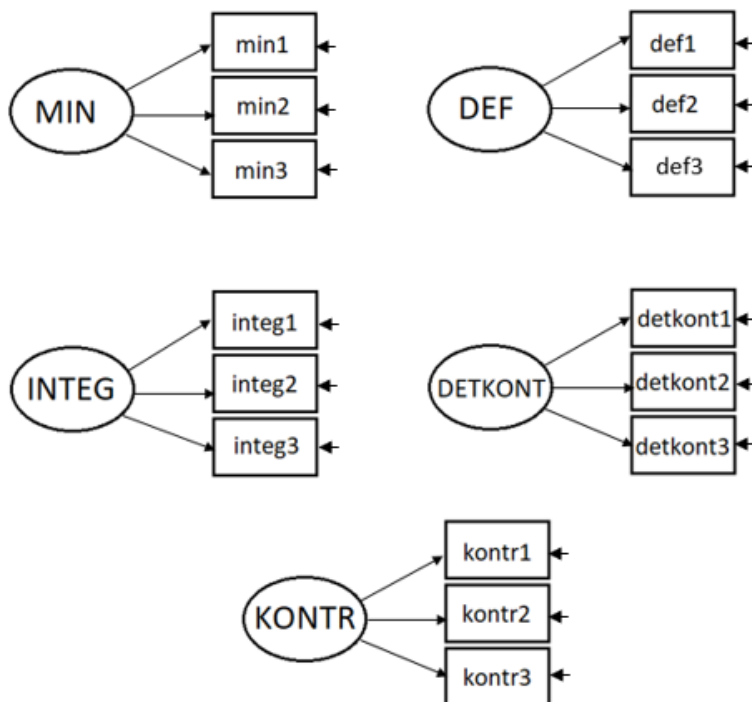 MIN
min1
min2
min3
DEF
def1
def2
def3
INTEG
integ1
integ2
integ3
DETKONT
detkont1
detkont2
detkont3
KONTR
kontr1
kontr2
kontr3